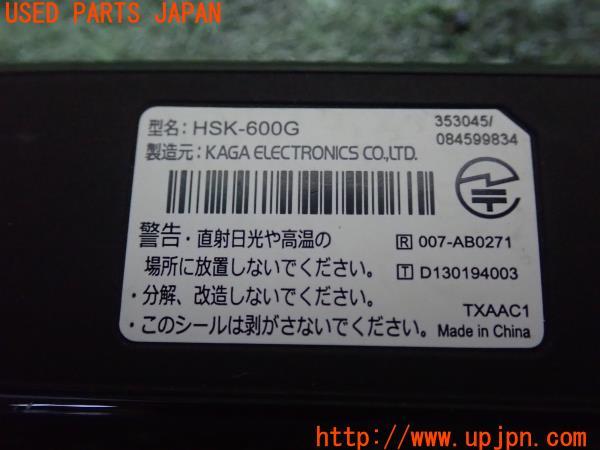 USED PARTS JAPAN
型名: HSK-600G
353045/
084599834
製造元: KAGA ELECTRONICS CO.,LTD.
警告・直射日光や高温の
場所に放置しないでください。
・分解、改造しないでください。
・このシールは剥がさないでください。
R 007-AB0271
T D130194003
TXAAC1
Made in China
UPJ http://www.upjpn.com/